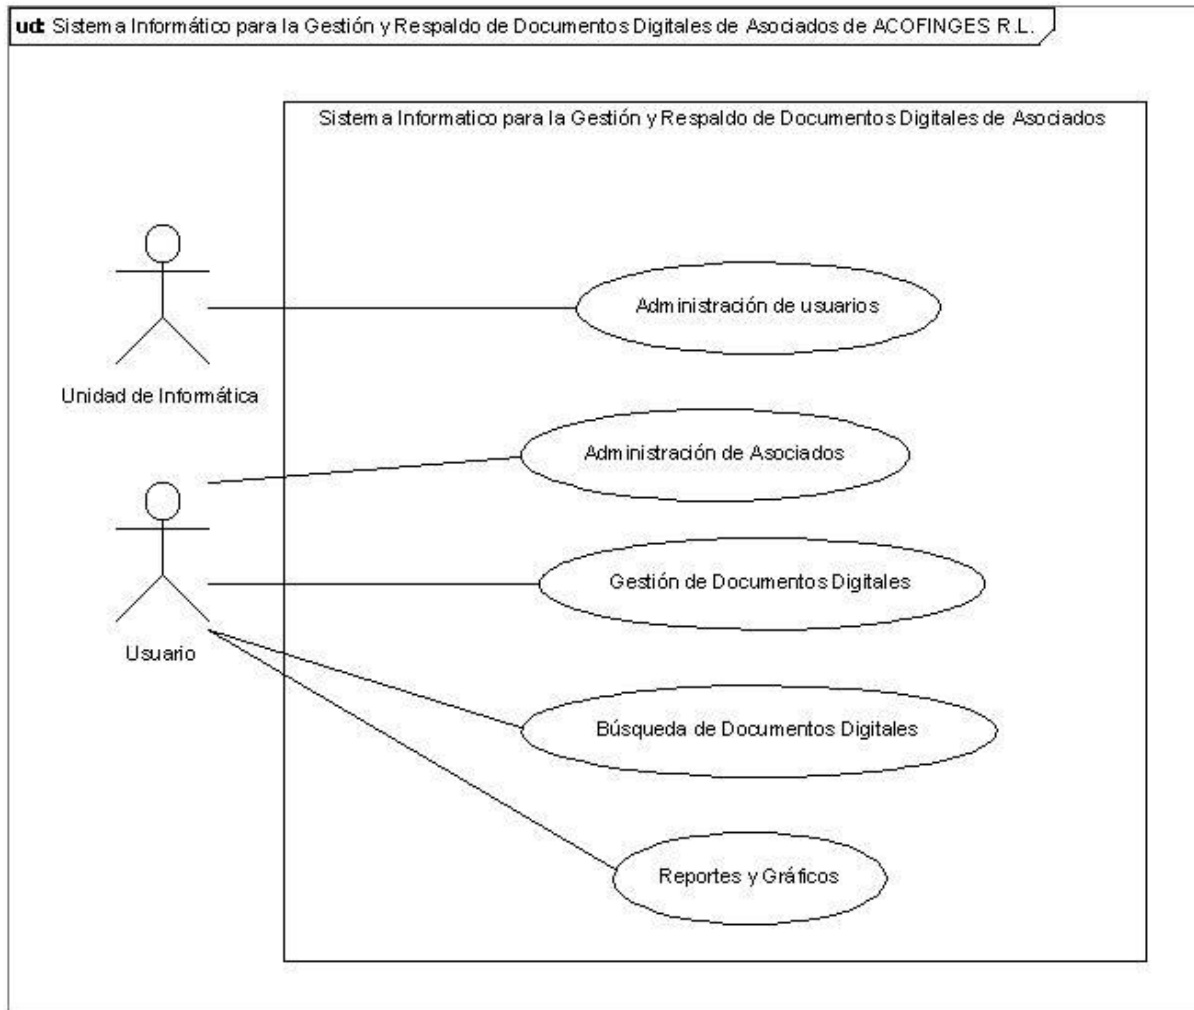 ud: Sistema Informático para la Gestión y Respaldo de Documentos Digitales de Asociados de ACOFINGES R.L.
Sistema Informatico para la Gestión y Respaldo de Documentos Digitales de Asociados
Administración de usuarios
Unidad de Informática
Administración de Asociados
Gestión de Documentos Digitales
Usuario
Búsqueda de Documentos Digitales
Reportes y Gráficos